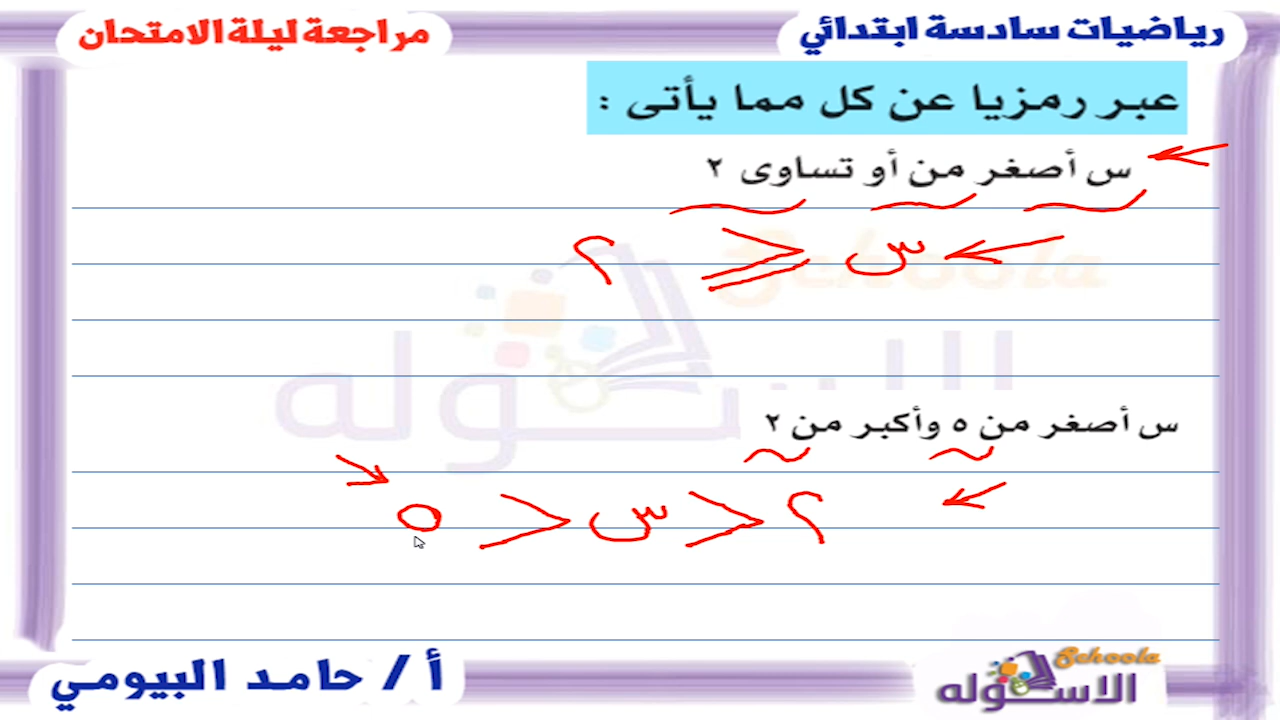 رياضيات سادسة ابتدائي
مراجعة ليلة الامتحان
عبر رمزيا عن كل مما يأتى :
س أصغر من أو تساوى ٢
س ≥ ٢
س أصغر من ٥ وأكبر من ٢
٢ > س > ٥
أ / حامد البيومي
Schoola
الاسكوله